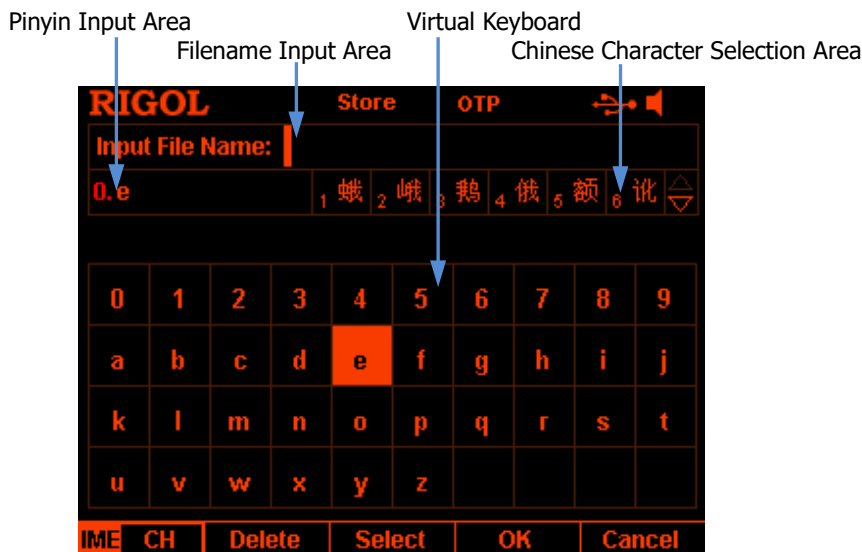 Pinyin Input Area Virtual Keyboard
Filename Input Area Chinese Character Selection Area
RIGOL Store OTP
Input File Name:
0.e 1 蛾 2 峨 3 鹅 4 俄 5 额 6 讹
0 1 2 3 4 5 6 7 8 9
a b c d e f g h i j
k l m n o p q r s t
u v w x y z
IME CH Delete Select OK Cancel